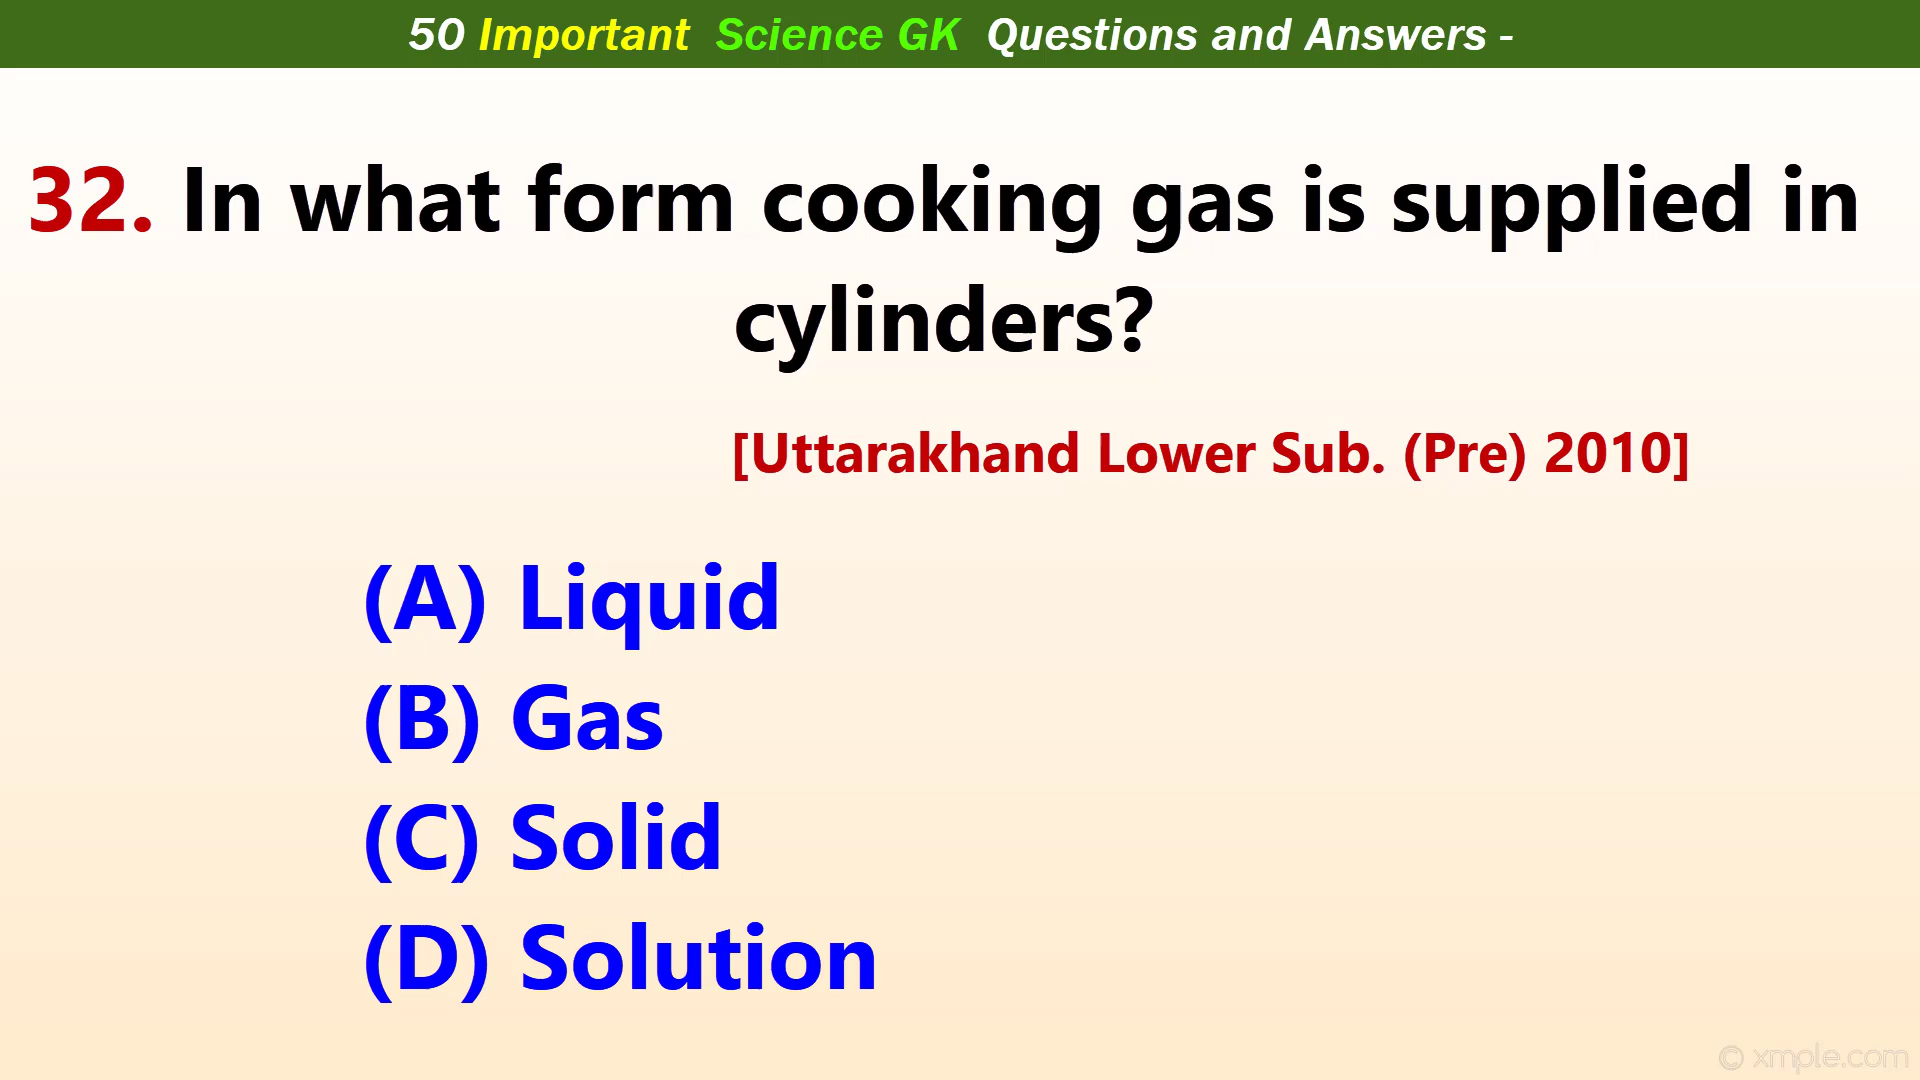 50 Important Science GK Questions and Answers -
32. In what form cooking gas is supplied in
cylinders?
[Uttarakhand Lower Sub. (Pre) 2010]
(A) Liquid
(B) Gas
(C) Solid
(D) Solution
© xmple.com